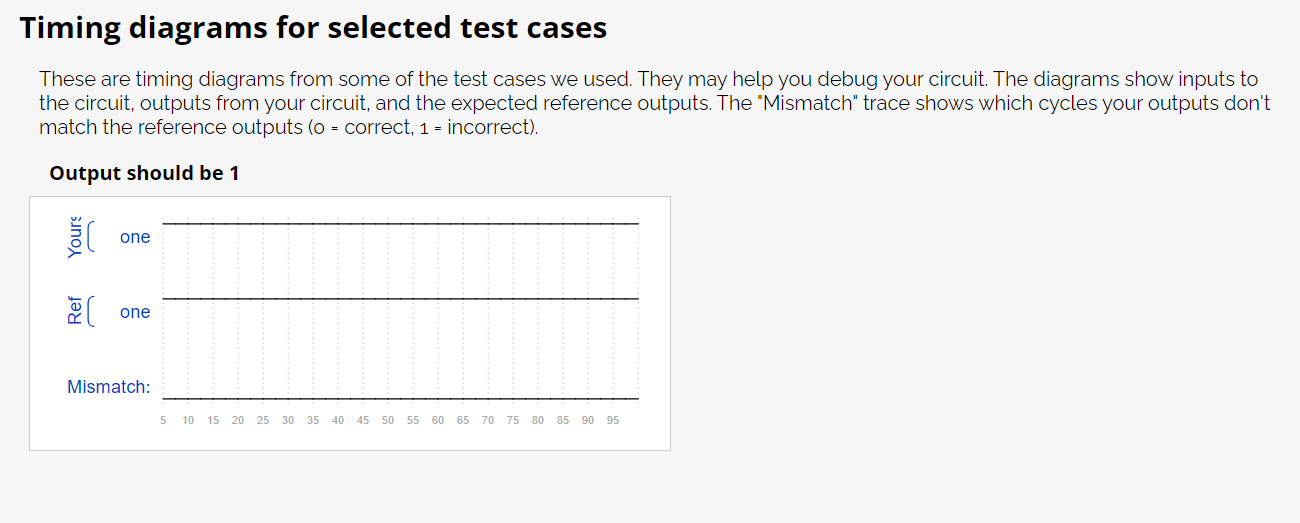 Timing diagrams for selected test cases
These are timing diagrams from some of the test cases we used. They may help you debug your circuit. The diagrams show inputs to
the circuit, outputs from your circuit, and the expected reference outputs. The "Mismatch" trace shows which cycles your outputs don't
match the reference outputs (0 = correct, 1 = incorrect).
Output should be 1
Yours
one
Ref
one
Mismatch:
5 10 15 20 25 30 35 40 45 50 55 60 65 70 75 80 85 90 95